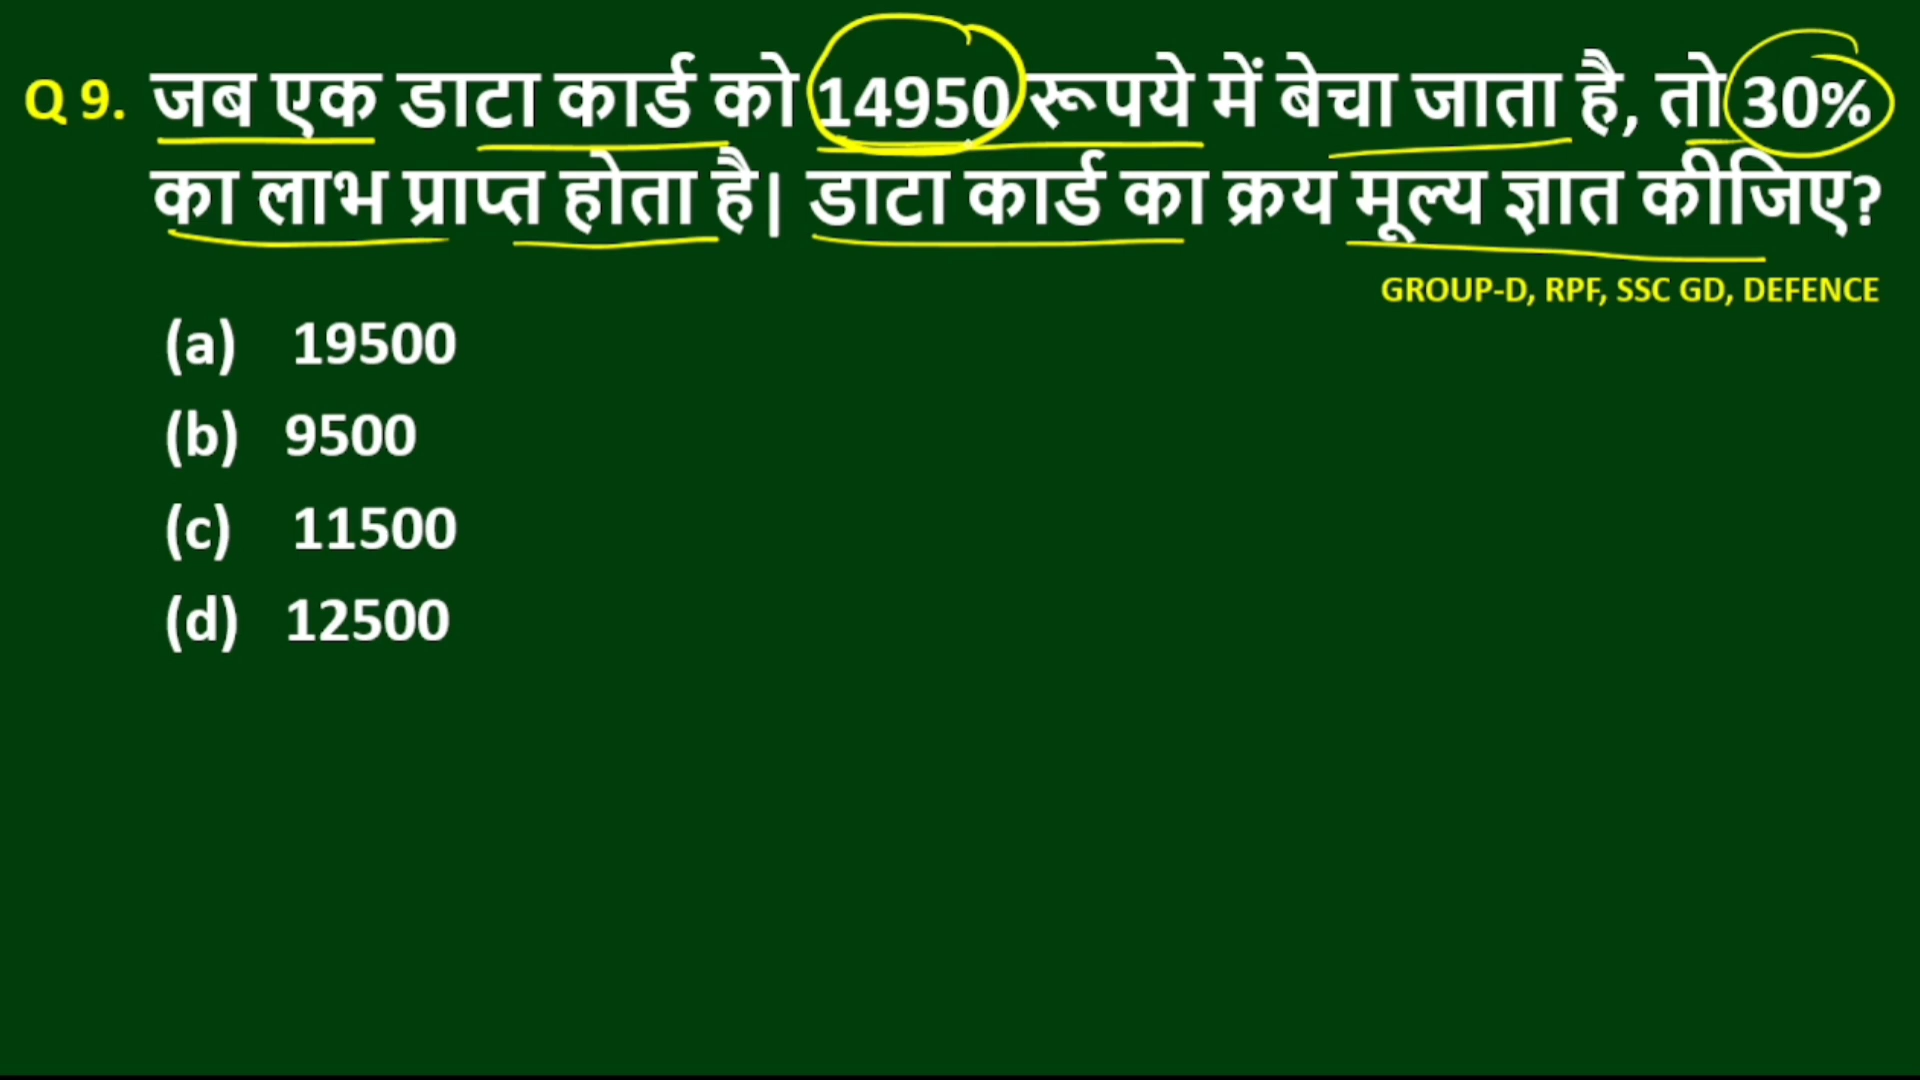 Q 9. जब एक डाटा कार्ड को 14950 रूपये में बेचा जाता है, तो 30%
का लाभ प्राप्त होता है| डाटा कार्ड का क्रय मूल्य ज्ञात कीजिए?
GROUP-D, RPF, SSC GD, DEFENCE
(a) 19500
(b) 9500
(c) 11500
(d) 12500